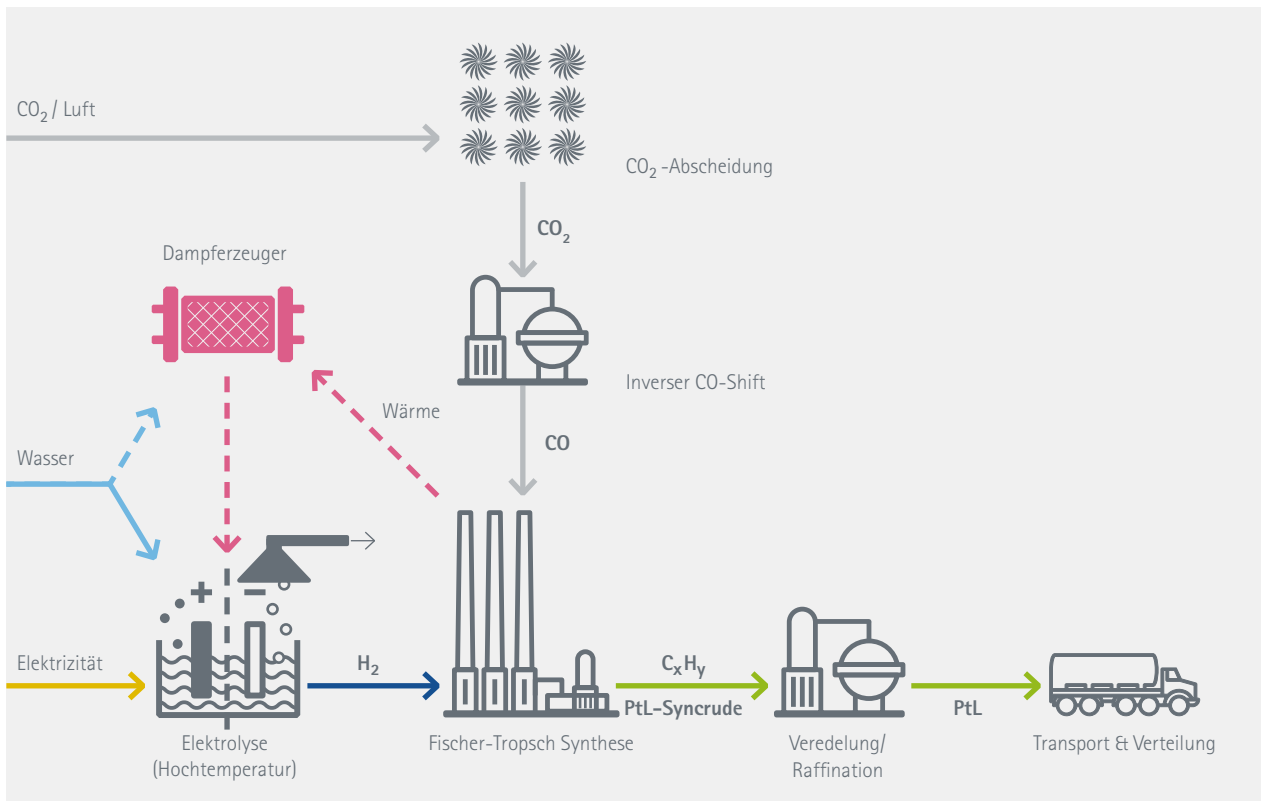 CO₂ / Luft
CO₂ -Abscheidung
CO₂
Dampferzeuger
Inverser CO-Shift
Wärme
CO
Wasser
+ −
Elektrizität
H₂
CₓHᵧ
PtL-Syncrude
PtL
Elektrolyse
(Hochtemperatur)
Fischer-Tropsch Synthese
Veredelung/
Raffination
Transport & Verteilung